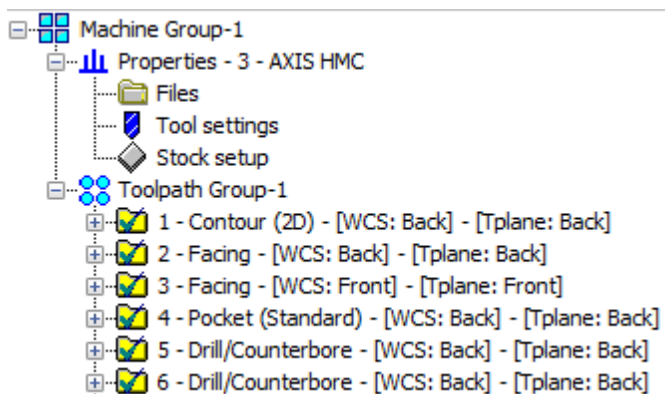 Machine Group-1
Properties - 3 - AXIS HMC
Files
Tool settings
Stock setup
Toolpath Group-1
1 - Contour (2D) - [WCS: Back] - [Tplane: Back]
2 - Facing - [WCS: Back] - [Tplane: Back]
3 - Facing - [WCS: Front] - [Tplane: Front]
4 - Pocket (Standard) - [WCS: Back] - [Tplane: Back]
5 - Drill/Counterbore - [WCS: Back] - [Tplane: Back]
6 - Drill/Counterbore - [WCS: Back] - [Tplane: Back]